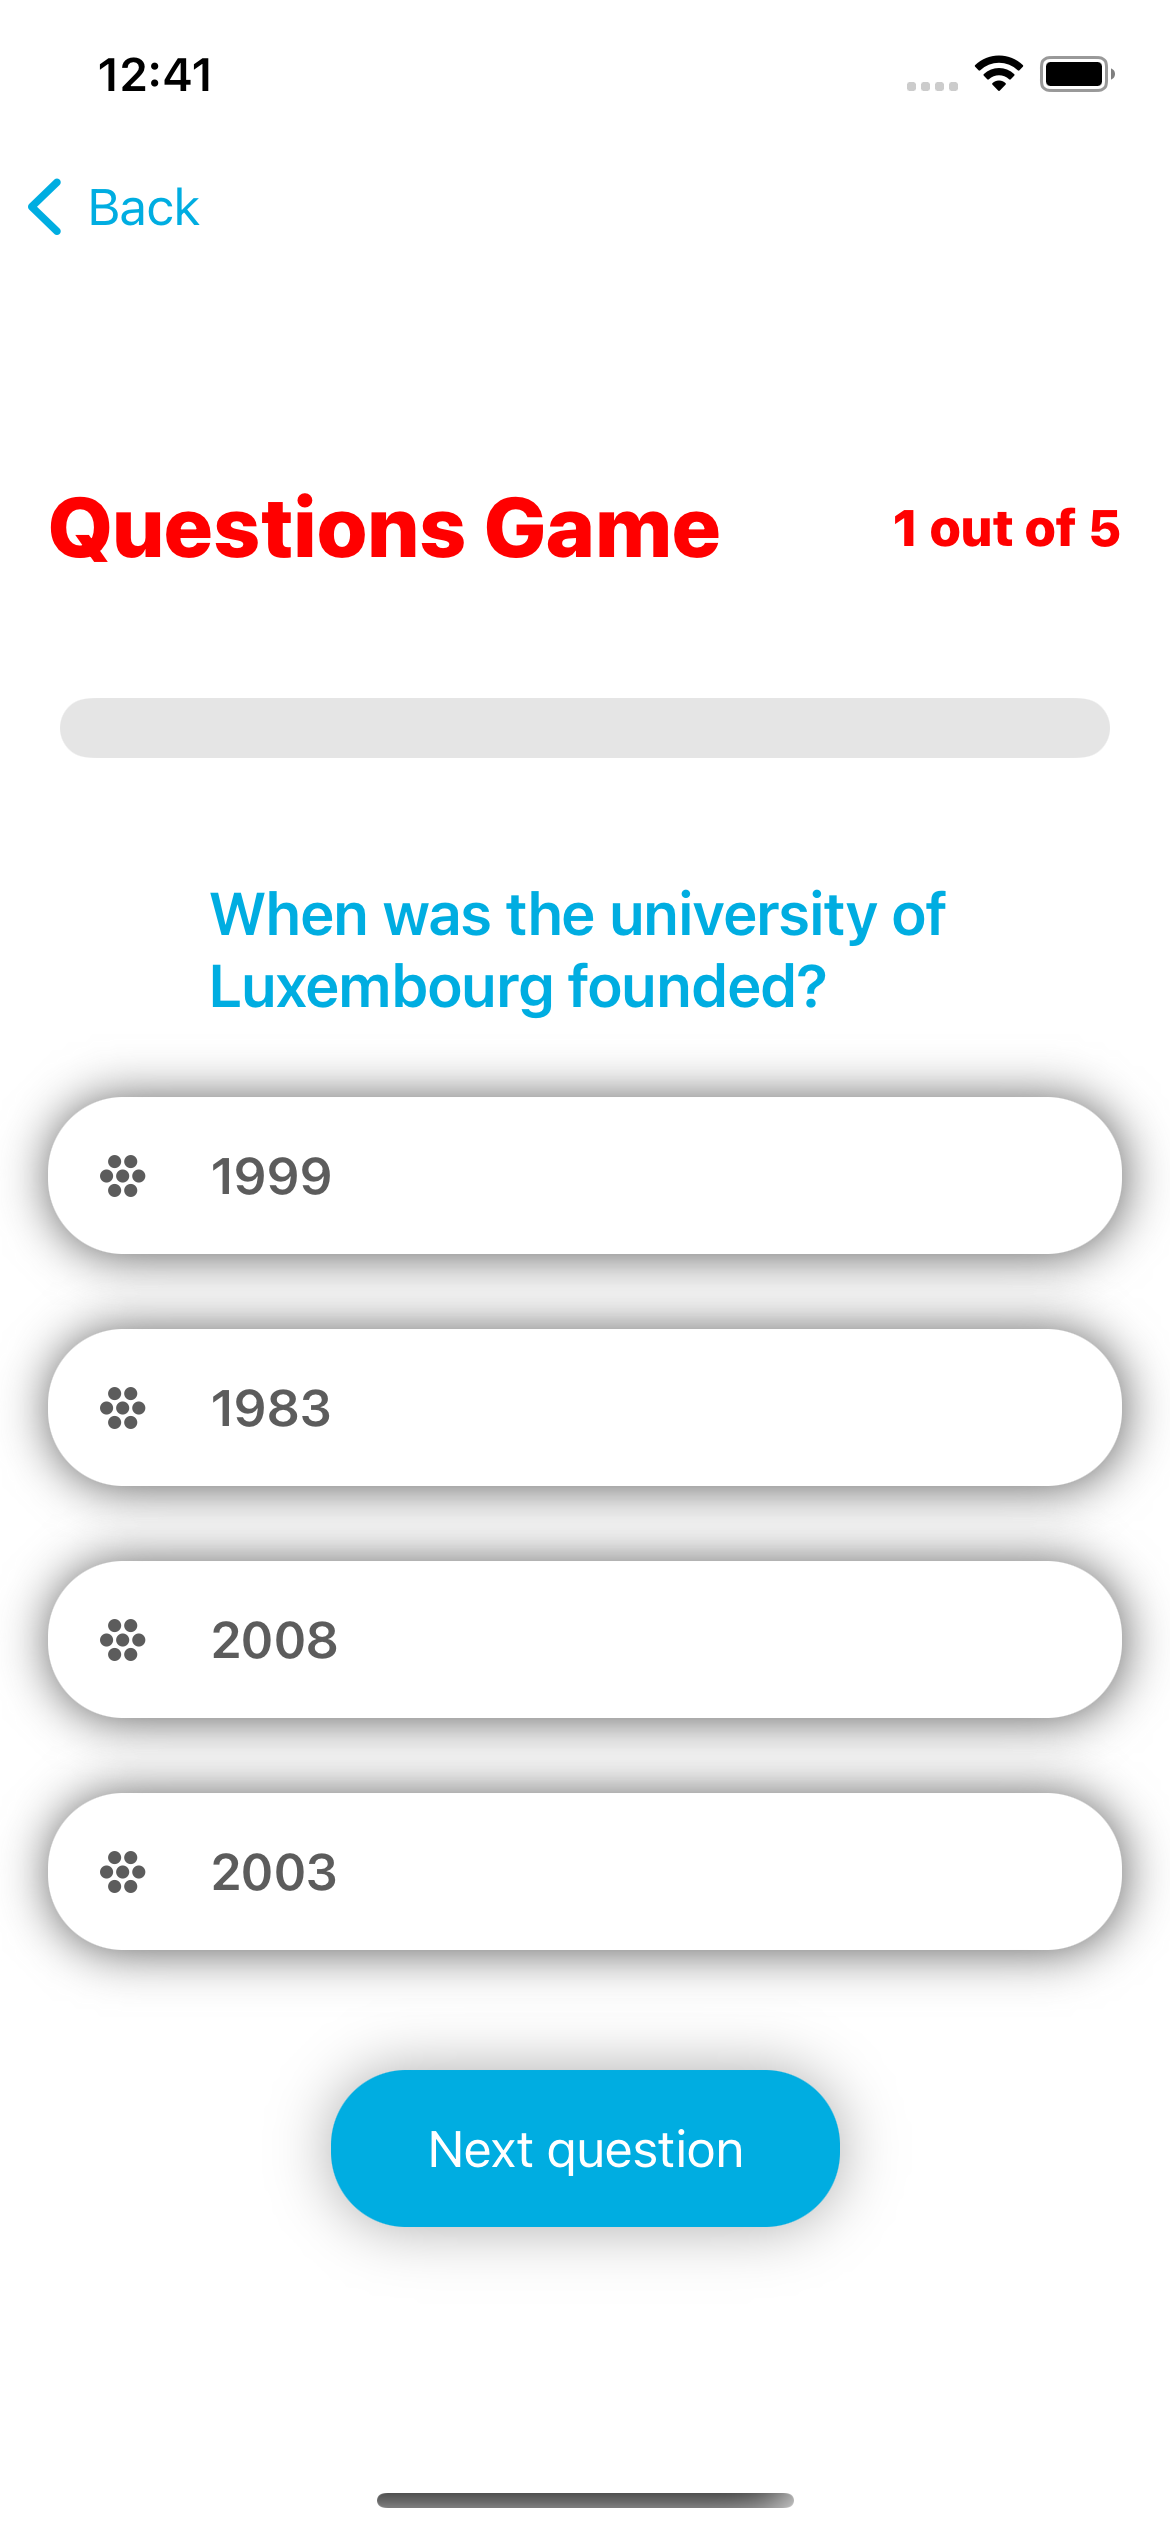 12:41
Back
Questions Game
1 out of 5
When was the university of
Luxembourg founded?
1999
1983
2008
2003
Next question